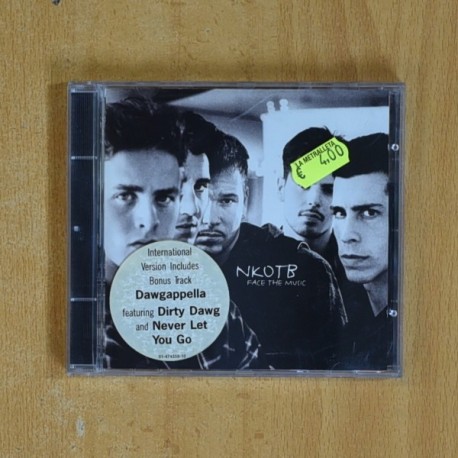 LA METRALLETA
€ 4,00
NKOTB
FACE THE MUSIC
International
Version Includes
Bonus Track
Dawgappella
featuring Dirty Dawg
and Never Let
You Go